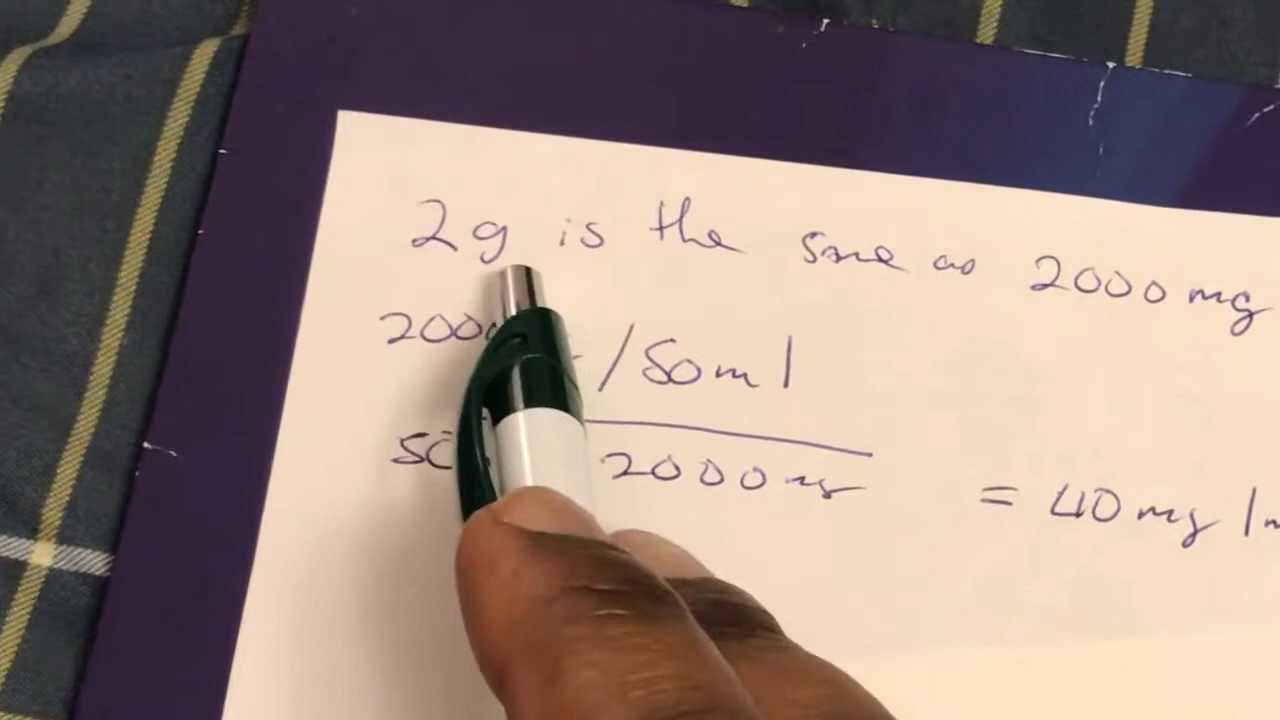 2g is the same as 2000mg
/50ml
2000mg = 40mg/m